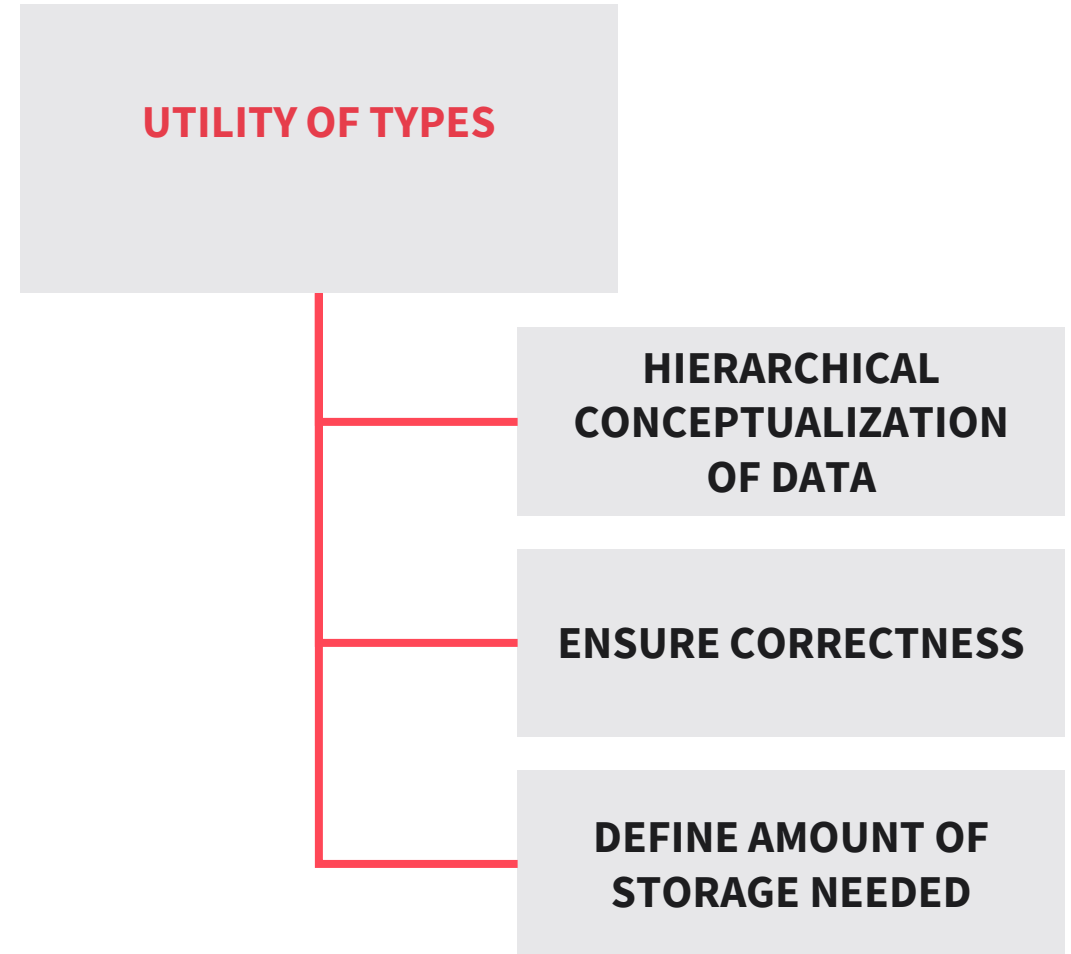 UTILITY OF TYPES
HIERARCHICAL
CONCEPTUALIZATION
OF DATA
ENSURE CORRECTNESS
DEFINE AMOUNT OF
STORAGE NEEDED